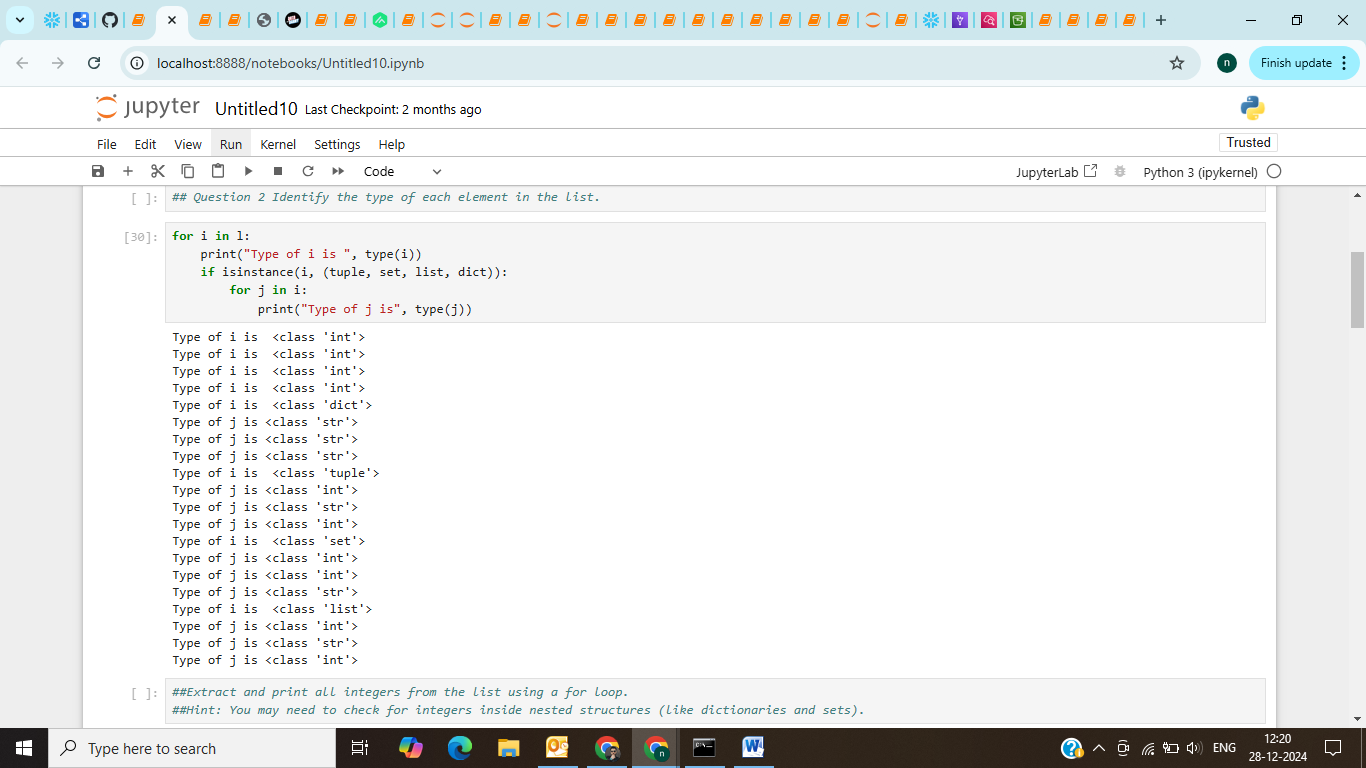 localhost:8888/notebooks/Untitled10.ipynb
n
Finish update
jupyter Untitled10 Last Checkpoint: 2 months ago
File Edit View Run Kernel Settings Help
Trusted
Code
JupyterLab
Python 3 (ipykernel)
[ ]: ## Question 2 Identify the type of each element in the list.
[30]: for i in l:
    print("Type of i is ", type(i))
    if isinstance(i, (tuple, set, list, dict)):
        for j in i:
            print("Type of j is", type(j))
Type of i is  <class 'int'>
Type of i is  <class 'int'>
Type of i is  <class 'int'>
Type of i is  <class 'int'>
Type of i is  <class 'dict'>
Type of j is <class 'str'>
Type of j is <class 'str'>
Type of j is <class 'str'>
Type of i is  <class 'tuple'>
Type of j is <class 'int'>
Type of j is <class 'str'>
Type of j is <class 'int'>
Type of i is  <class 'set'>
Type of j is <class 'int'>
Type of j is <class 'int'>
Type of j is <class 'str'>
Type of i is  <class 'list'>
Type of j is <class 'int'>
Type of j is <class 'str'>
Type of j is <class 'int'>
[ ]: ##Extract and print all integers from the list using a for loop.
##Hint: You may need to check for integers inside nested structures (like dictionaries and sets).
Type here to search
n
ENG
12:20
28-12-2024